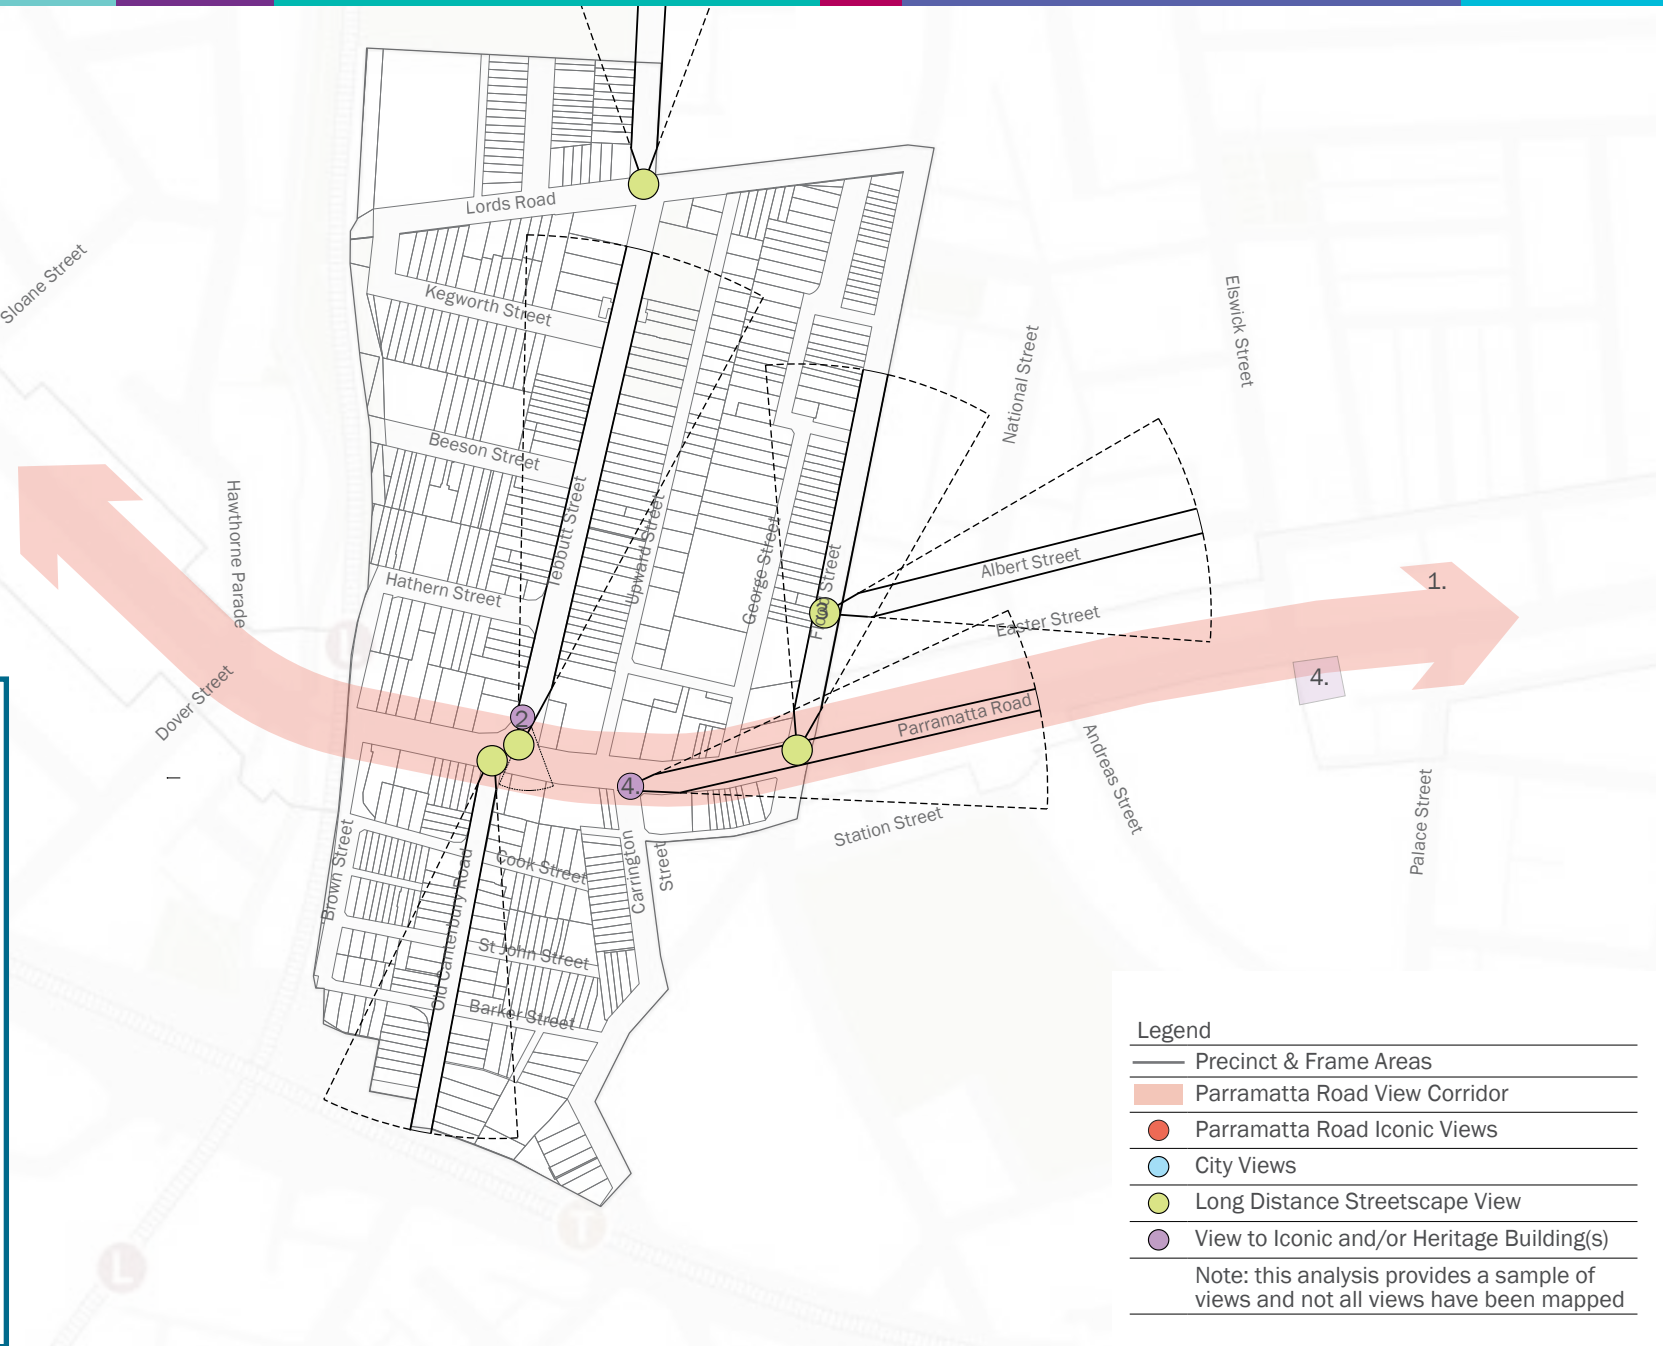 Lords Road
Sloane Street
Kegworth Street
Elswick Street
National Street
Beeson Street
Hawthorne Parade
Tebbutt Street
Upward Street
George Street
Street
3
Albert Street
1.
Hathern Street
Easter Street
L
4.
Dover Street
2
Parramatta Road
4.
Andreas Street
Palace Street
Station Street
Brown Street
Old Canterbury Road
Cook Street
Carrington
Street
St John Street
Barker Street
T
L
Legend
Precinct & Frame Areas
Parramatta Road View Corridor
Parramatta Road Iconic Views
City Views
Long Distance Streetscape View
View to Iconic and/or Heritage Building(s)
Note: this analysis provides a sample of
views and not all views have been mapped